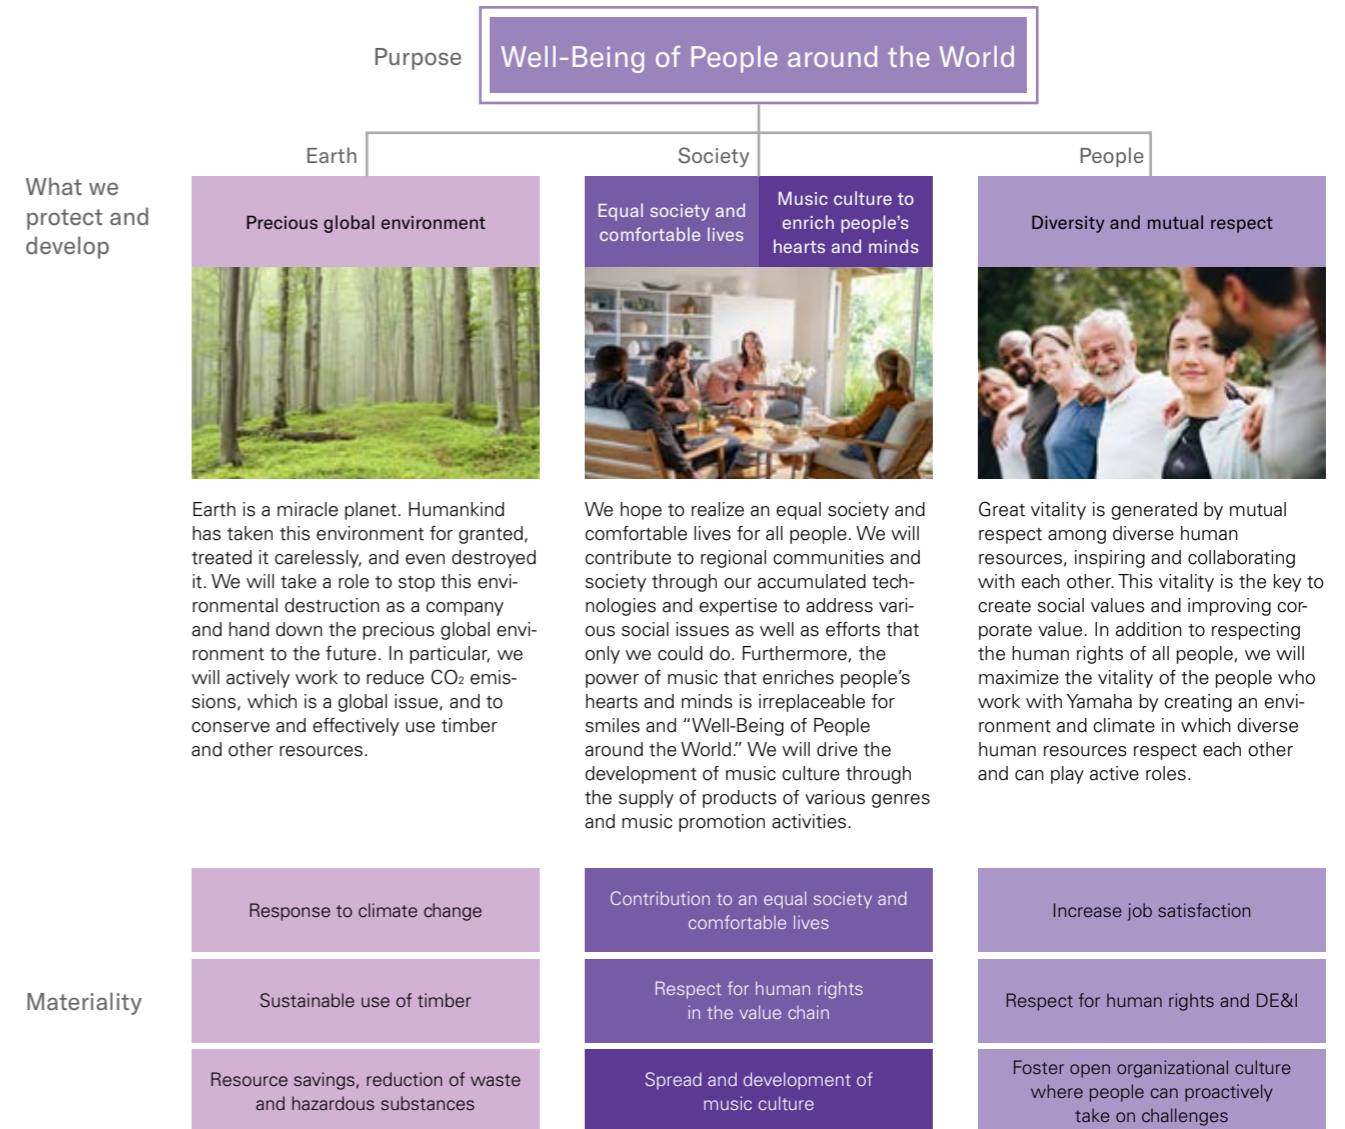 Purpose
Well-Being of People around the World
Earth
Society
People
What we
protect and
develop
Precious global environment
Equal society and
comfortable lives
Music culture to
enrich people’s
hearts and minds
Diversity and mutual respect
Earth is a miracle planet. Humankind
has taken this environment for granted,
treated it carelessly, and even destroyed
it. We will take a role to stop this envi-
ronmental destruction as a company
and hand down the precious global envi-
ronment to the future. In particular, we
will actively work to reduce CO₂ emis-
sions, which is a global issue, and to
conserve and effectively use timber
and other resources.
We hope to realize an equal society and
comfortable lives for all people. We will
contribute to regional communities and
society through our accumulated tech-
nologies and expertise to address vari-
ous social issues as well as efforts that
only we could do. Furthermore, the
power of music that enriches people’s
hearts and minds is irreplaceable for
smiles and “Well-Being of People
around the World.” We will drive the
development of music culture through
the supply of products of various genres
and music promotion activities.
Great vitality is generated by mutual
respect among diverse human
resources, inspiring and collaborating
with each other. This vitality is the key to
create social values and improving cor-
porate value. In addition to respecting
the human rights of all people, we will
maximize the vitality of the people who
work with Yamaha by creating an envi-
ronment and climate in which diverse
human resources respect each other
and can play active roles.
Materiality
Response to climate change
Sustainable use of timber
Resource savings, reduction of waste
and hazardous substances
Contribution to an equal society and
comfortable lives
Respect for human rights
in the value chain
Spread and development of
music culture
Increase job satisfaction
Respect for human rights and DE&I
Foster open organizational culture
where people can proactively
take on challenges